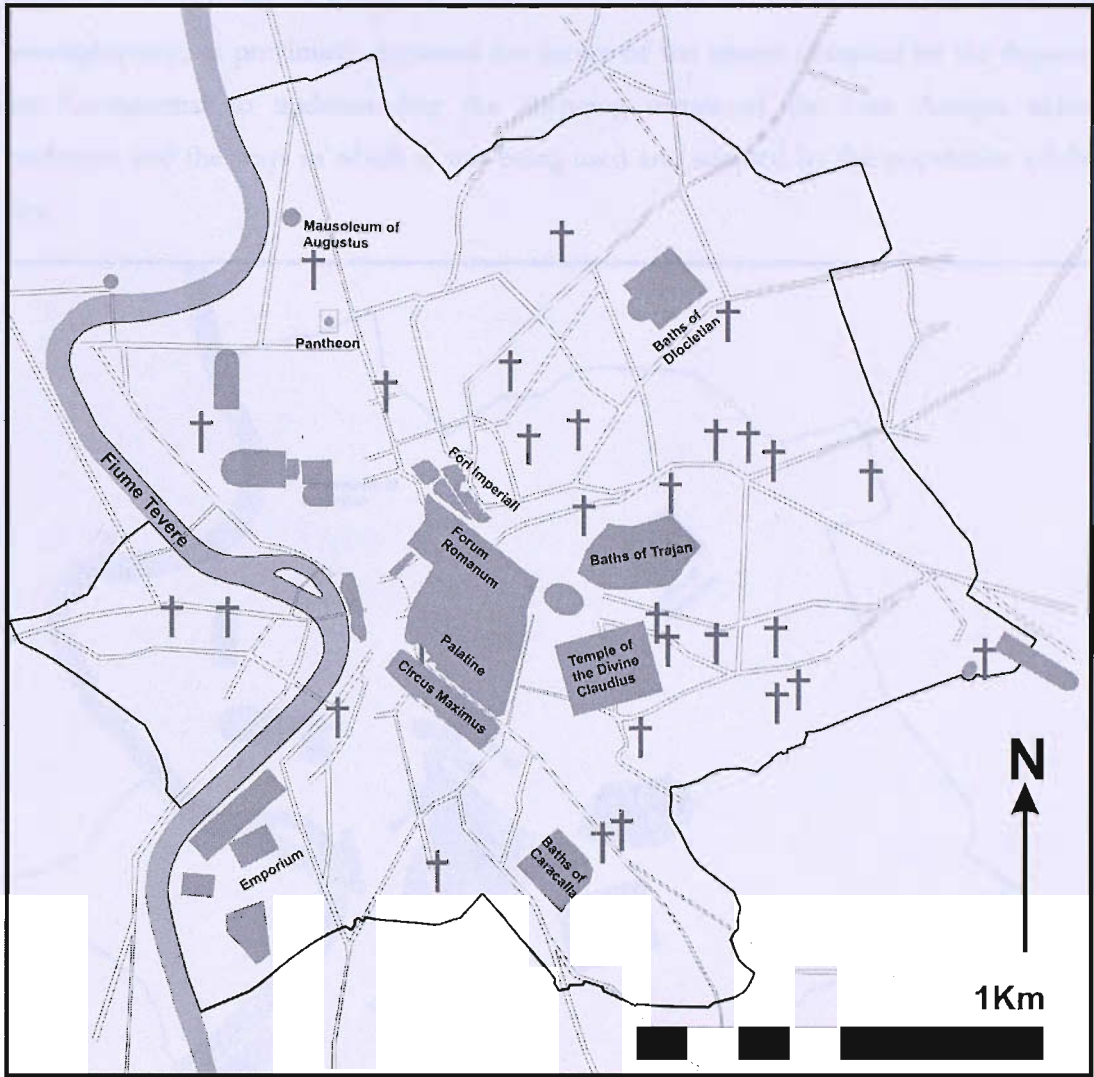 Mausoleum of
Augustus
Pantheon
Baths of
Diocletian
Fiume Tevere
Fori Imperiali
Forum
Romanum
Baths of Trajan
Palatine
Temple of
the Divine
Claudius
Circus Maximus
Emporium
Baths of
Caracalla
N
1Km